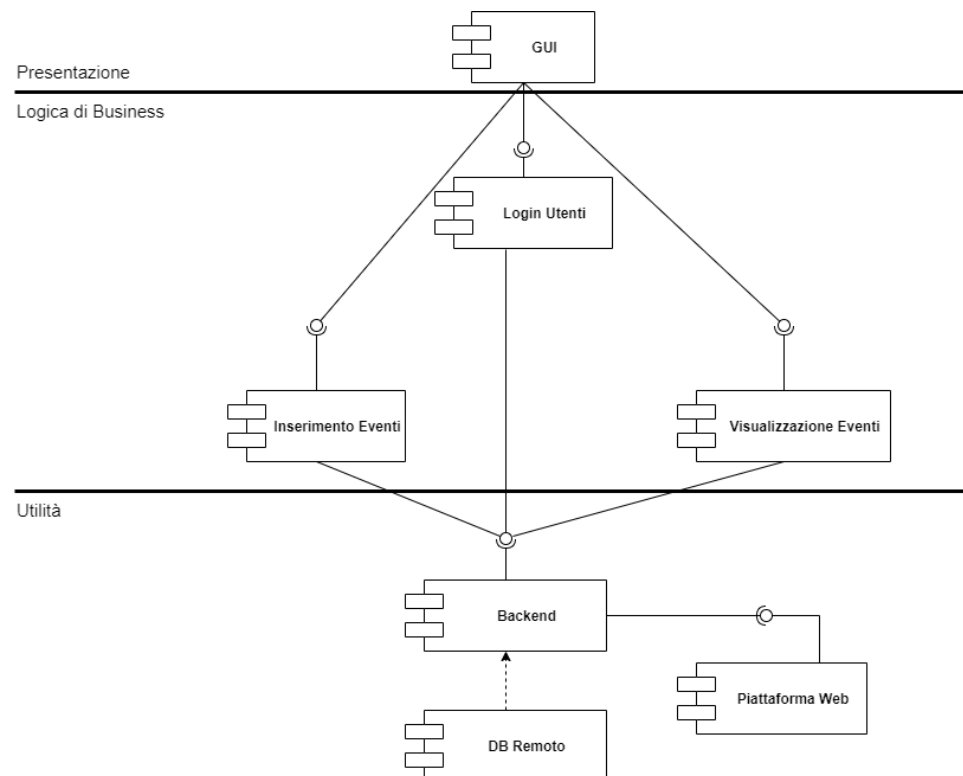 GUI
Presentazione
Logica di Business
Login Utenti
Inserimento Eventi
Visualizzazione Eventi
Utilità
Backend
Piattaforma Web
DB Remoto